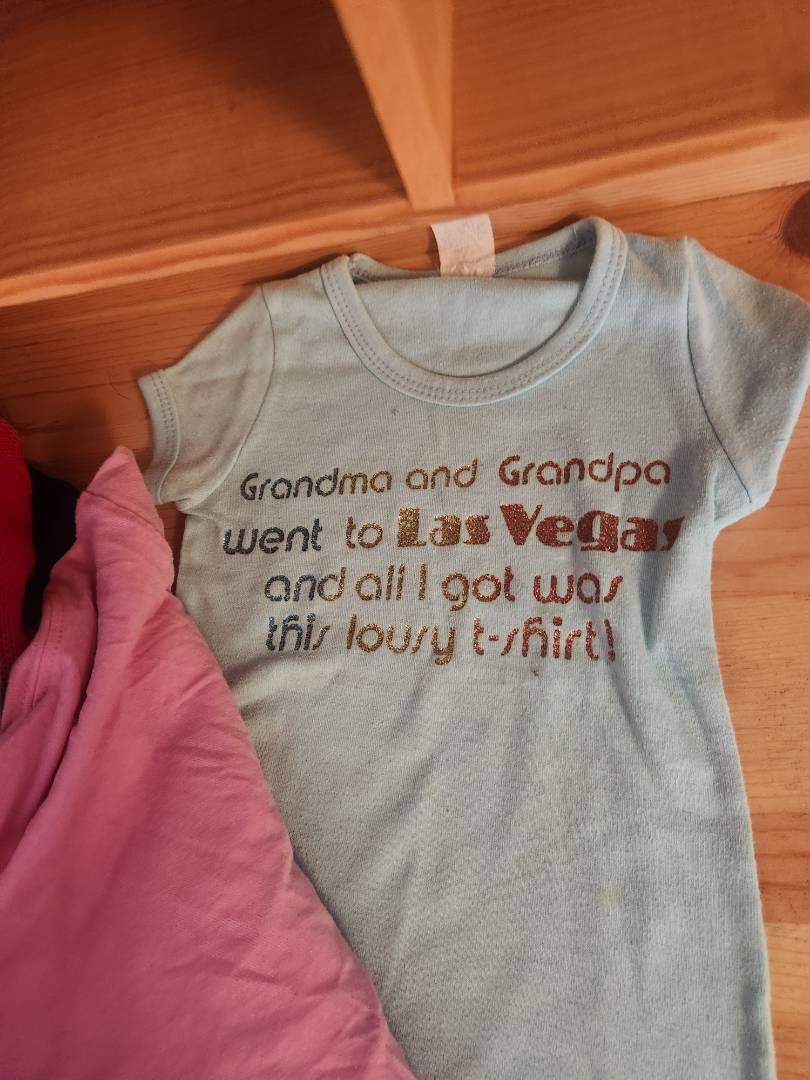 Grandma and Grandpa
went to Las Vegas
and all I got was
this lousy t-shirt!